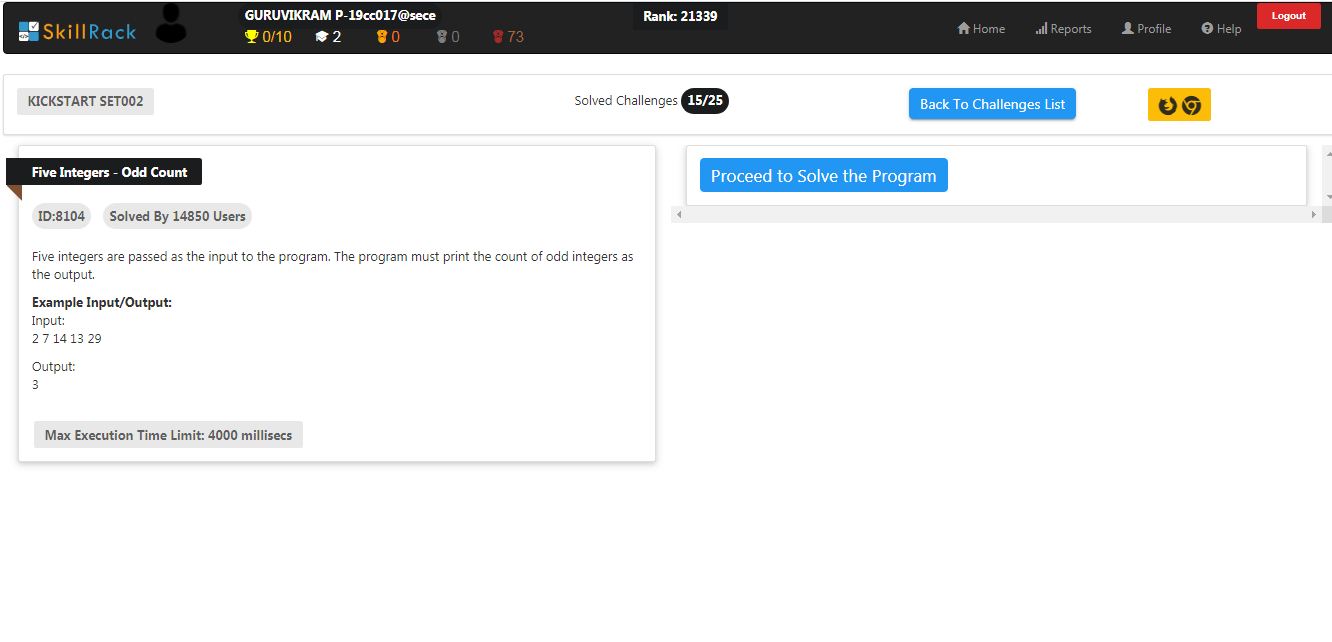 SkillRack
GURUVIKRAM P-19cc017@sece
0/10 2 0 0 73
Rank: 21339
Home Reports Profile Help
Logout
KICKSTART SET002
Solved Challenges 15/25
Back To Challenges List
Five Integers - Odd Count
ID:8104 Solved By 14850 Users
Five integers are passed as the input to the program. The program must print the count of odd integers as
the output.
Example Input/Output:
Input:
2 7 14 13 29
Output:
3
Max Execution Time Limit: 4000 millisecs
Proceed to Solve the Program